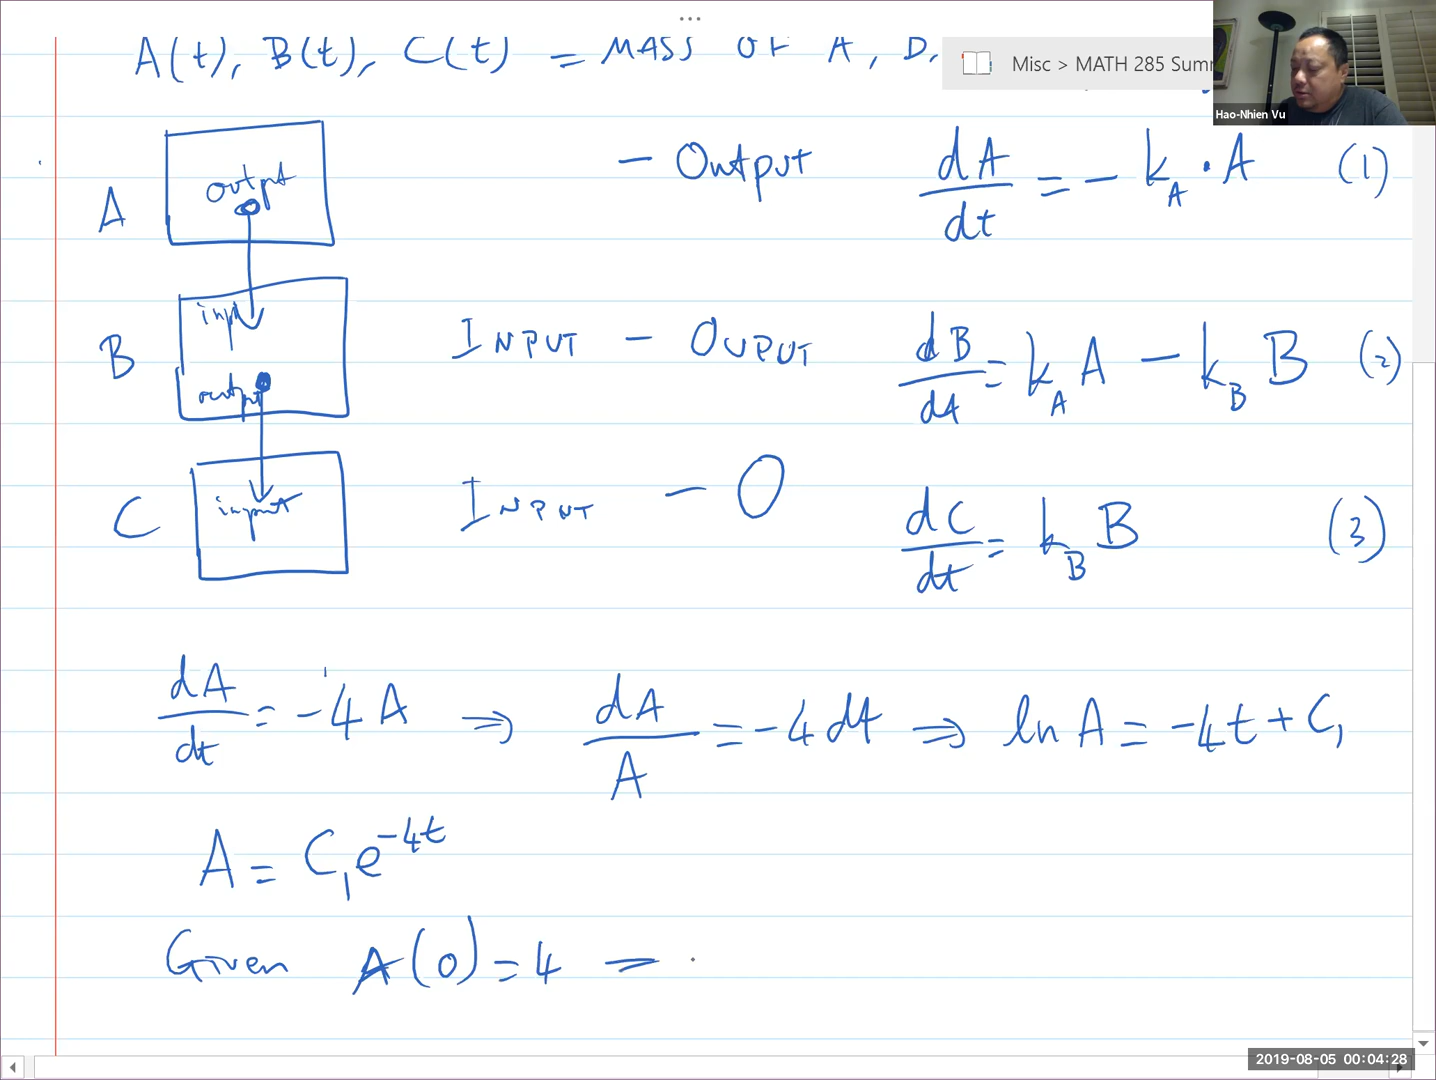 A(t), B(t), C(t) = MASS OF A, B,
Misc > MATH 285 Sum
Hao-Nhien Vu
A
output
- Output
dA/dt = - k_A · A (1)
B
input
output
INPUT - OUPUT
dB/dt = k_A A - k_B B (2)
C
input
INPUT - 0
dC/dt = k_B B (3)
dA/dt = -4A ⇒ dA/A = -4dt ⇒ ln A = -4t + C₁
A = C₁e^-4t
Given A(0) = 4 =
2019-08-05 00:04:28